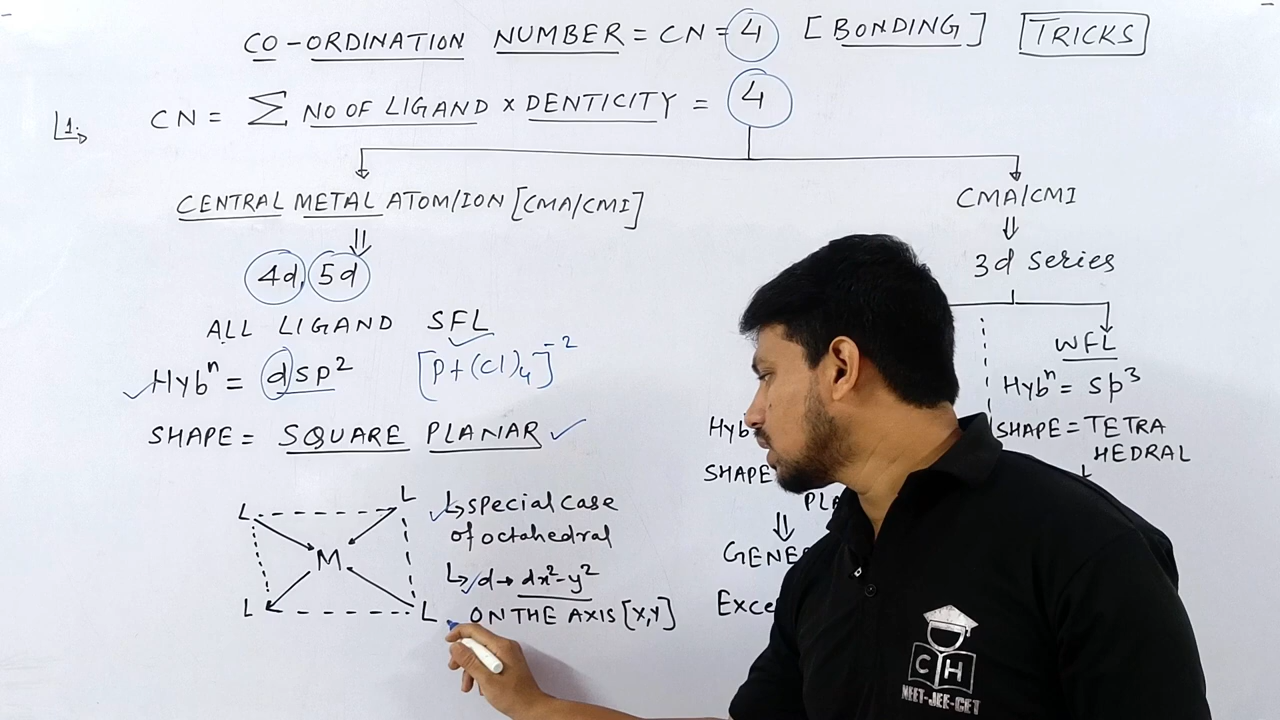 CO-ORDINATION NUMBER = CN = 4 [BONDING] TRICKS
1. CN = Σ NO OF LIGAND × DENTICITY = 4
CENTRAL METAL ATOM/ION [CMA/CMI]
4d, 5d
ALL LIGAND SFL
Hybⁿ = dsp² [Pt(Cl)₄]⁻²
SHAPE = SQUARE PLANAR
L L
M
L L
special case
of octahedral
d→dx²-y²
ON THE AXIS [X,Y]
CMA/CMI
3d series
WFL
Hybⁿ = sp³
SHAPE = TETRA
HEDRAL
Hyb
SHAPE
PLA
GENE
Exce
C H
NEET-JEE-CET